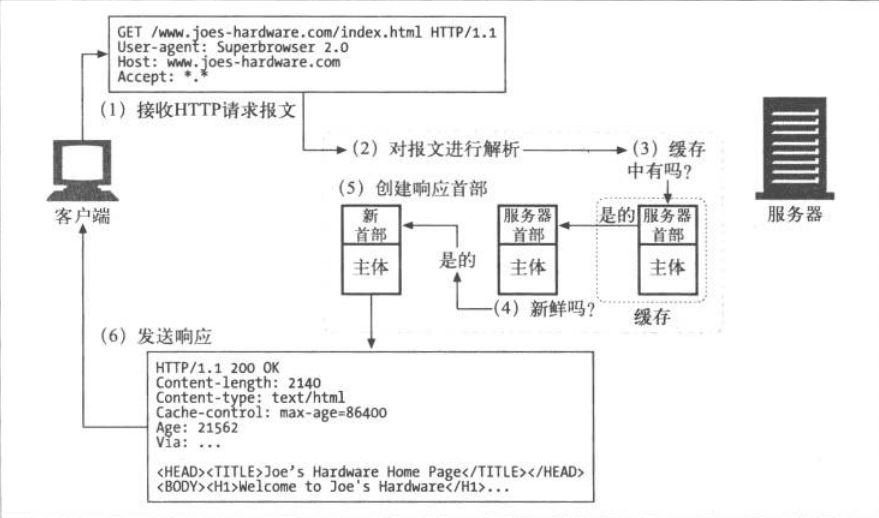 GET /www.joes-hardware.com/index.html HTTP/1.1
User-agent: Superbrowser 2.0
Host: www.joes-hardware.com
Accept: *.*
(1) 接收HTTP请求报文
(2) 对报文进行解析
(3) 缓存
中有吗?
客户端
服务器
(5) 创建响应首部
新
首部
主体
是的
服务器
首部
主体
是的
服务器
首部
主体
(4) 新鲜吗?
缓存
(6) 发送响应
HTTP/1.1 200 OK
Content-length: 2140
Content-type: text/html
Cache-control: max-age=86400
Age: 21562
Via: ...
<HEAD><TITLE>Joe's Hardware Home Page</TITLE></HEAD>
<BODY><H1>Welcome to Joe's Hardware</H1>...